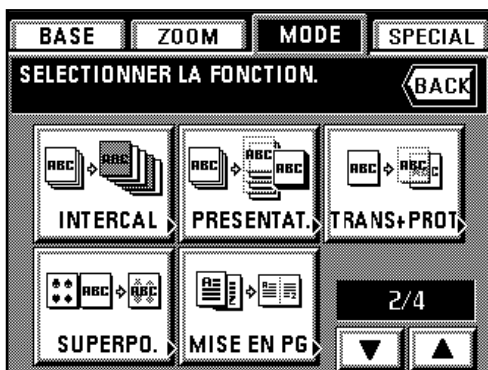 BASE ZOOM MODE SPECIAL
SELECTIONNER LA FONCTION.
BACK
ABC ABC ABC ABC ABC ABC ABC
INTERCAL PRESENTAT. TRANS+PROT
ABC ABC 2
SUPERPO. MISE EN PG
2/4